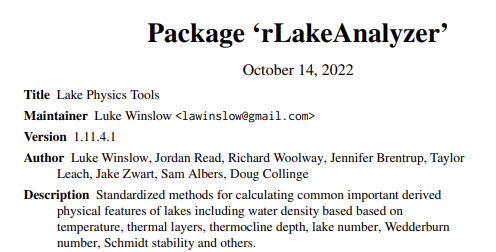 Package ‘rLakeAnalyzer’
October 14, 2022
Title Lake Physics Tools
Maintainer Luke Winslow <lawinslow@gmail.com>
Version 1.11.4.1
Author Luke Winslow, Jordan Read, Richard Woolway, Jennifer Brentrup, Taylor
Leach, Jake Zwart, Sam Albers, Doug Collinge
Description Standardized methods for calculating common important derived
physical features of lakes including water density based based on
temperature, thermal layers, thermocline depth, lake number, Wedderburn
number, Schmidt stability and others.